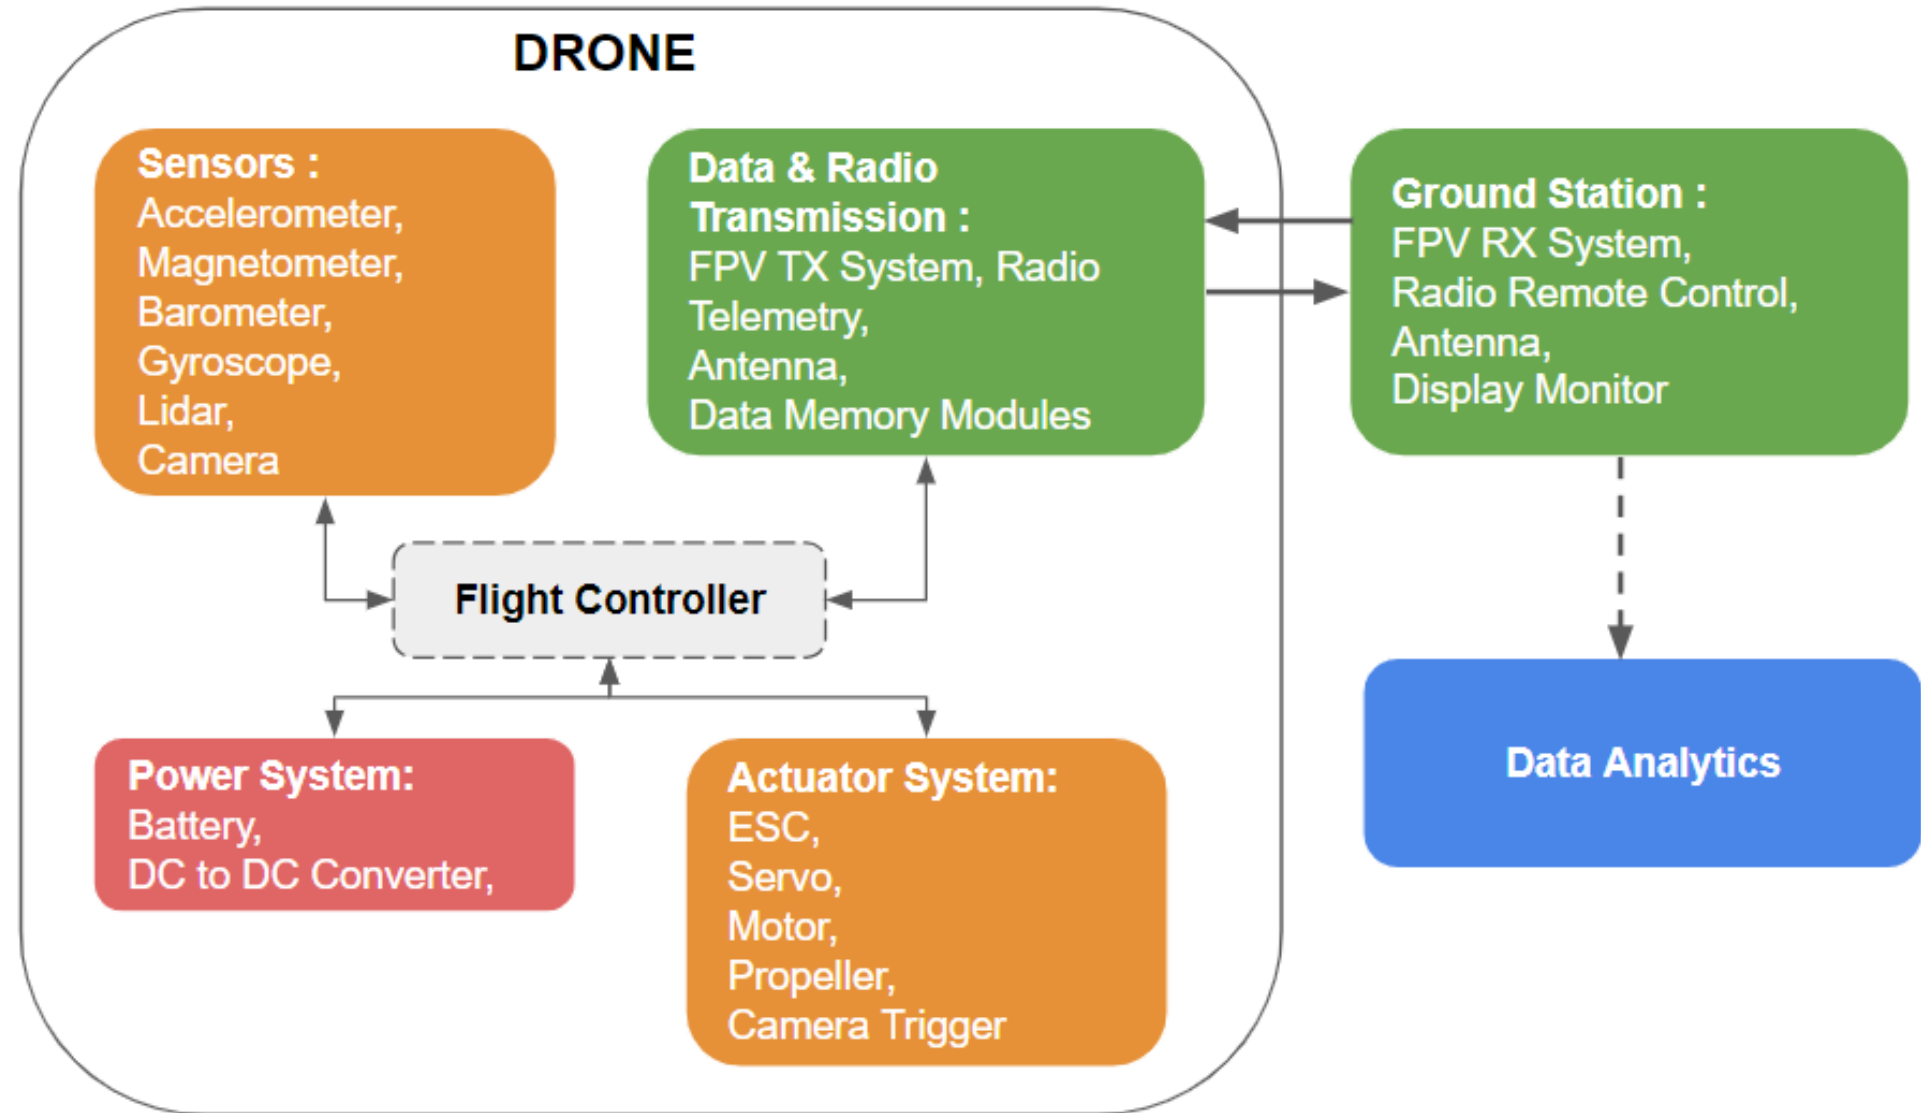 DRONE
Sensors :
Accelerometer,
Magnetometer,
Barometer,
Gyroscope,
Lidar,
Camera
Data & Radio
Transmission :
FPV TX System, Radio
Telemetry,
Antenna,
Data Memory Modules
Ground Station :
FPV RX System,
Radio Remote Control,
Antenna,
Display Monitor
Flight Controller
Power System:
Battery,
DC to DC Converter,
Actuator System:
ESC,
Servo,
Motor,
Propeller,
Camera Trigger
Data Analytics